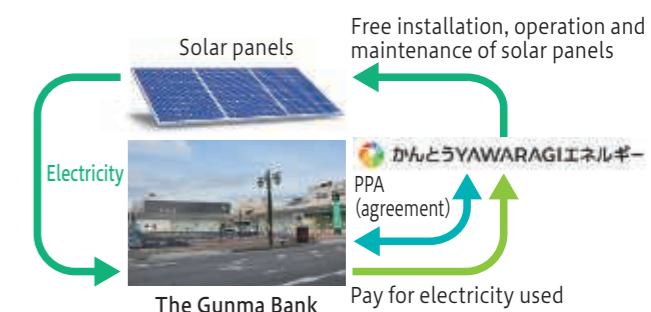 Solar panels
Free installation, operation and
maintenance of solar panels
Electricity
かんとうYAWARAGIエネルギー
PPA
(agreement)
The Gunma Bank
Pay for electricity used